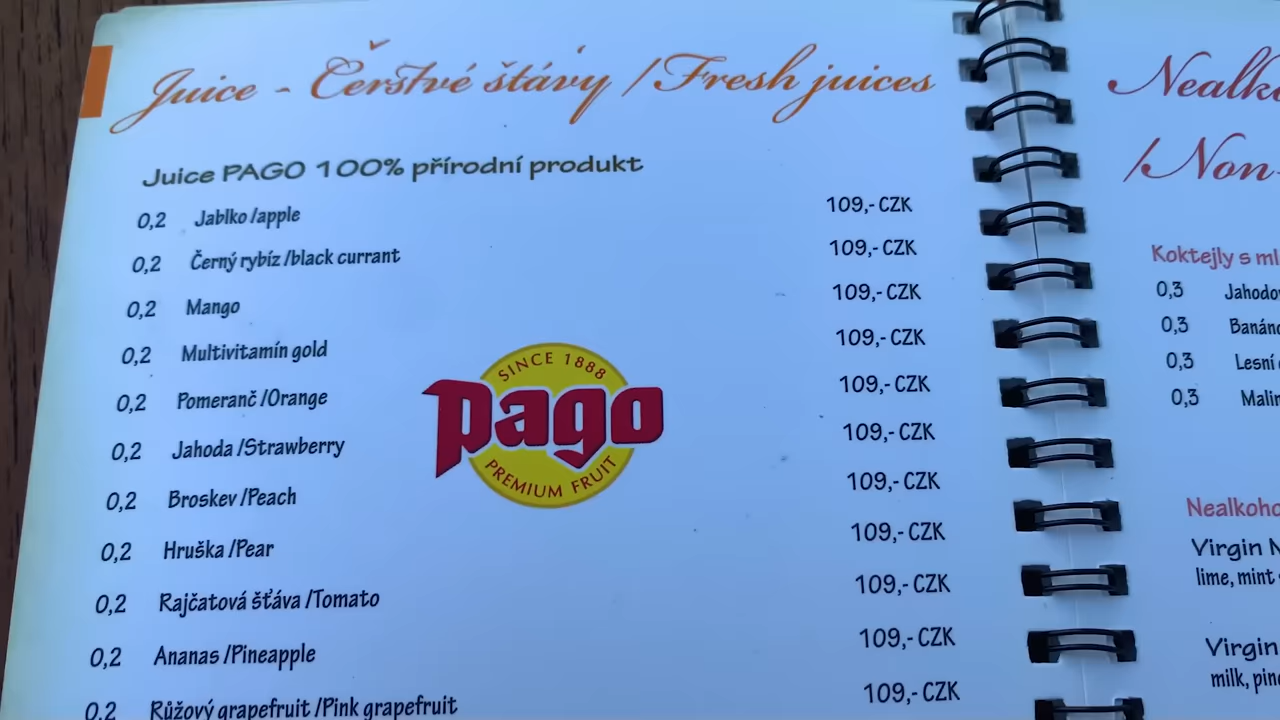 Juice - Čerstvé šťávy / Fresh juices
Juice PAGO 100% přírodní produkt
0,2 Jablko /apple 109,- CZK
0,2 Černý rybíz /black currant 109,- CZK
0,2 Mango 109,- CZK
0,2 Multivitamín gold 109,- CZK
0,2 Pomeranč /Orange 109,- CZK
0,2 Jahoda /Strawberry 109,- CZK
0,2 Broskev /Peach 109,- CZK
0,2 Hruška /Pear 109,- CZK
0,2 Rajčatová šťáva /Tomato 109,- CZK
0,2 Ananas /Pineapple 109,- CZK
0,2 Růžový grapefruit /Pink grapefruit 109,- CZK
SINCE 1888
pago
PREMIUM FRUIT
/Non-
Koktejly s
0,3
0,3
0,3 Lesní
0,3
Virgin
lime, mint
Virgin
milk,